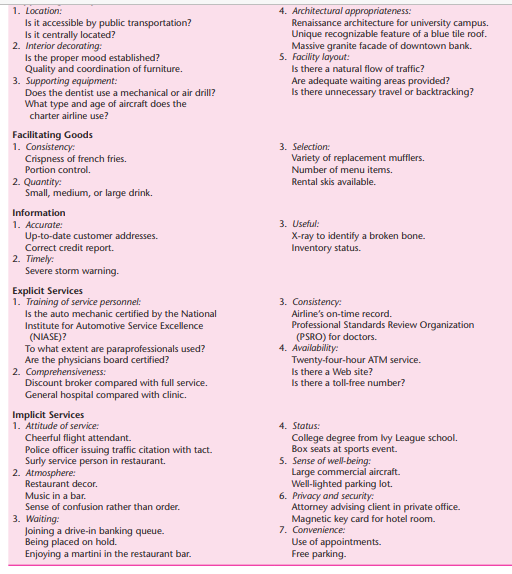 1. Location:
Is it accessible by public transportation?
Is it centrally located?
2. Interior decorating:
Is the proper mood established?
Quality and coordination of furniture.
3. Supporting equipment:
Does the dentist use a mechanical or air drill?
What type and age of aircraft does the
charter airline use?
4. Architectural appropriateness:
Renaissance architecture for university campus.
Unique recognizable feature of a blue tile roof.
Massive granite facade of downtown bank.
5. Facility layout:
Is there a natural flow of traffic?
Are adequate waiting areas provided?
Is there unnecessary travel or backtracking?
Facilitating Goods
1. Consistency:
Crispness of french fries.
Portion control.
2. Quantity:
Small, medium, or large drink.
3. Selection:
Variety of replacement mufflers.
Number of menu items.
Rental skis available.
Information
1. Accurate:
Up-to-date customer addresses.
Correct credit report.
2. Timely:
Severe storm warning.
3. Useful:
X-ray to identify a broken bone.
Inventory status.
Explicit Services
1. Training of service personnel:
Is the auto mechanic certified by the National
Institute for Automotive Service Excellence
(NIASE)?
To what extent are paraprofessionals used?
Are the physicians board certified?
2. Comprehensiveness:
Discount broker compared with full service.
General hospital compared with clinic.
3. Consistency:
Airline's on-time record.
Professional Standards Review Organization
(PSRO) for doctors.
4. Availability:
Twenty-four-hour ATM service.
Is there a Web site?
Is there a toll-free number?
Implicit Services
1. Attitude of service:
Cheerful flight attendant.
Police officer issuing traffic citation with tact.
Surly service person in restaurant.
2. Atmosphere:
Restaurant decor.
Music in a bar.
Sense of confusion rather than order.
3. Waiting:
Joining a drive-in banking queue.
Being placed on hold.
Enjoying a martini in the restaurant bar.
4. Status:
College degree from Ivy League school.
Box seats at sports event.
5. Sense of well-being:
Large commercial aircraft.
Well-lighted parking lot.
6. Privacy and security:
Attorney advising client in private office.
Magnetic key card for hotel room.
7. Convenience:
Use of appointments.
Free parking.